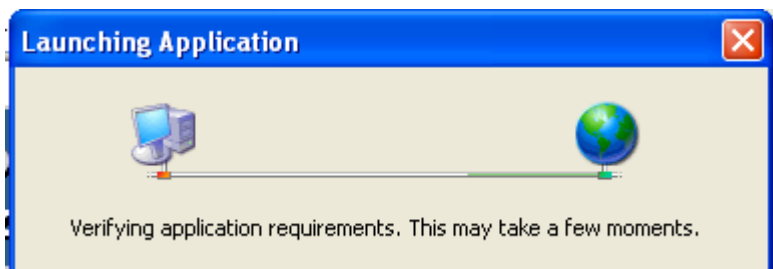 Launching Application
Verifying application requirements. This may take a few moments.